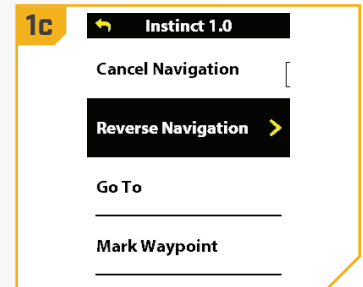 1c
Instinct 1.0
Cancel Navigation
Reverse Navigation
Go To
Mark Waypoint